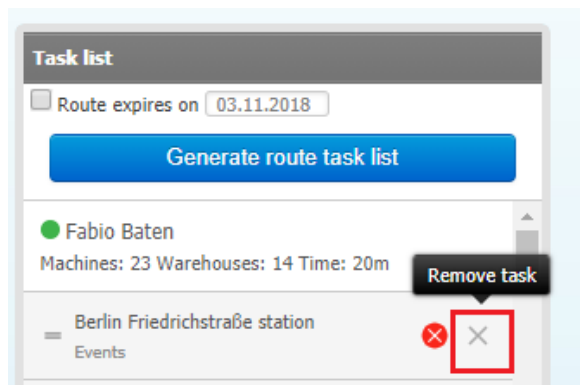 Task list
Route expires on 03.11.2018
Generate route task list
Fabio Baten
Machines: 23 Warehouses: 14 Time: 20m
Remove task
Berlin Friedrichstraße station
Events